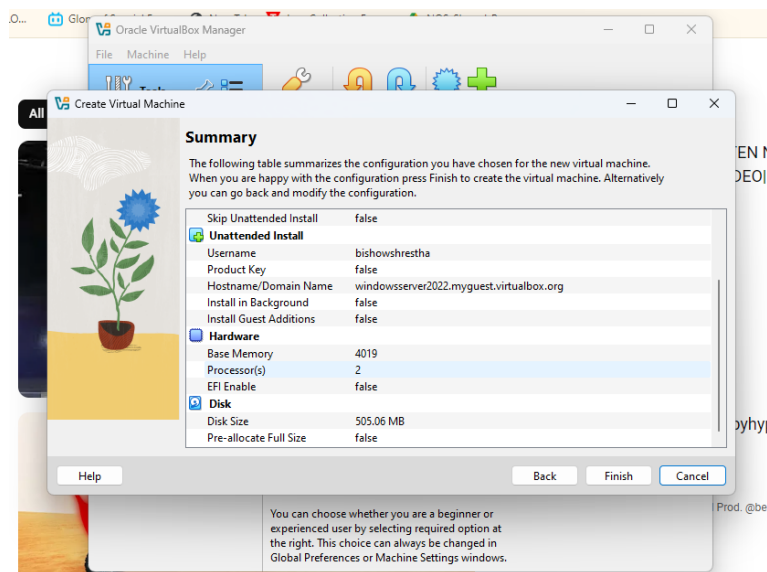 O...
Oracle VirtualBox Manager
File Machine Help
Create Virtual Machine
All
Summary
The following table summarizes the configuration you have chosen for the new virtual machine.
When you are happy with the configuration press Finish to create the virtual machine. Alternatively
you can go back and modify the configuration.
Skip Unattended Install false
Unattended Install
Username bishowshrestha
Product Key false
Hostname/Domain Name windowsserver2022.myguest.virtualbox.org
Install in Background false
Install Guest Additions false
Hardware
Base Memory 4019
Processor(s) 2
EFI Enable false
Disk
Disk Size 505.06 MB
Pre-allocate Full Size false
Help Back Finish Cancel
Prod. @be
You can choose whether you are a beginner or
experienced user by selecting required option at
the right. This choice can always be changed in
Global Preferences or Machine Settings windows.